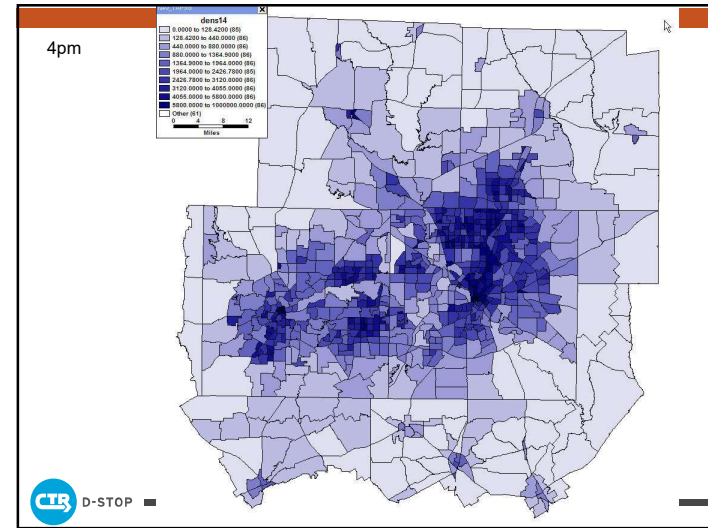 4pm
dens14
0.0000 to 128.4200 (85)
128.4200 to 440.0000 (86)
440.0000 to 880.0000 (86)
880.0000 to 1364.9000 (86)
1364.9000 to 1964.0000 (86)
1964.0000 to 2426.7800 (85)
2426.7800 to 3120.0000 (86)
3120.0000 to 4055.0000 (86)
4055.0000 to 5800.0000 (86)
5800.0000 to 1000000.0000 (86)
Other (61)
0 4 8 12
Miles
CTR D-STOP